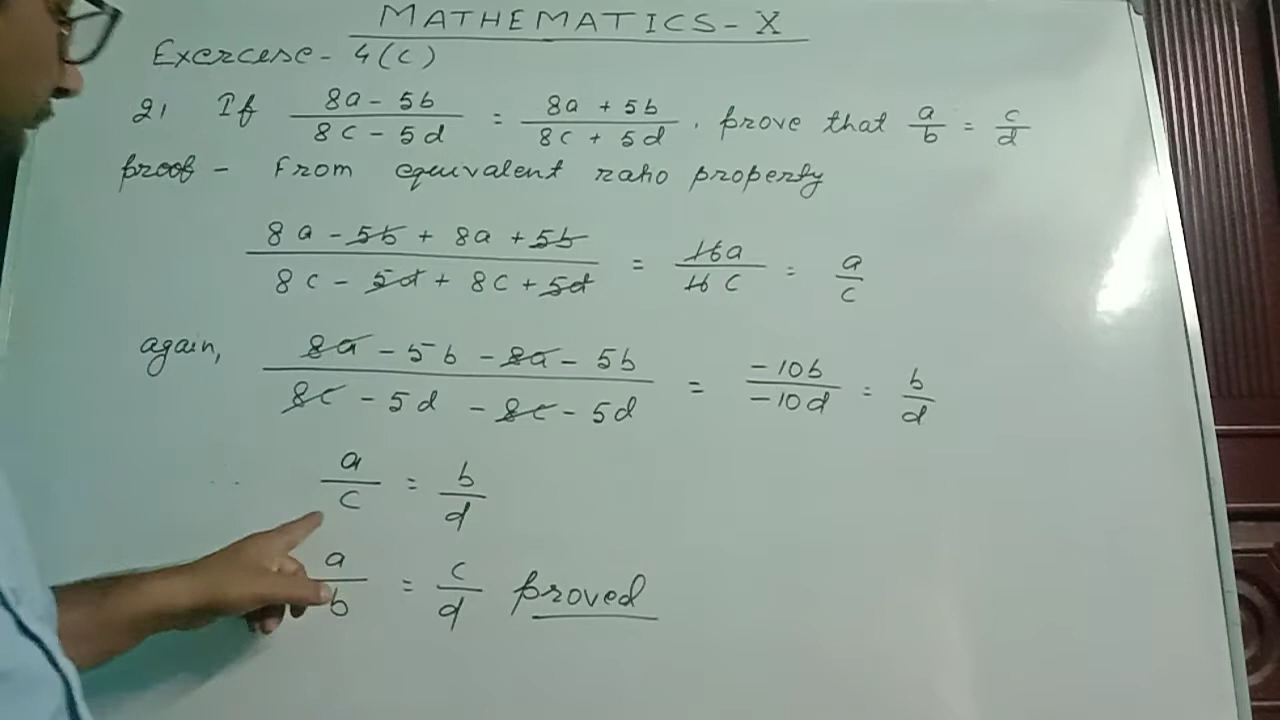 MATHEMATICS - X
Exercise - 4(c)
2, If (8a - 5b)/(8c - 5d) = (8a + 5b)/(8c + 5d), prove that a/b = c/d
proof - From equivalent ratio property
(8a - 5b + 8a + 5b)/(8c - 5d + 8c + 5d) = 16a/16c = a/c
again, (8a - 5b - 8a - 5b)/(8c - 5d - 8c - 5d) = -10b/-10d = b/d
a/c = b/d
a/b = c/d proved